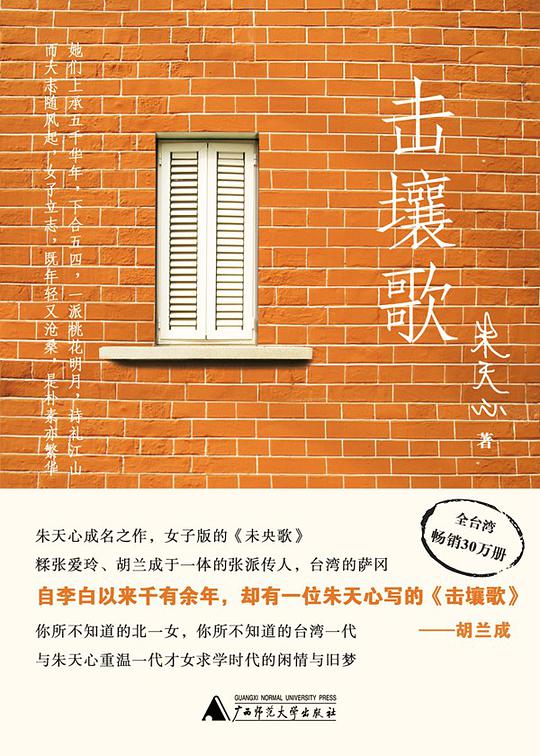 击壤歌
朱天心
著
她们上承五千华年，下合五四，一派桃花明月，诗礼江山
而大志随风起，女子立志，既年轻又沧桑，是朴素亦繁华
全台湾
畅销30万册
朱天心成名之作，女子版的《未央歌》
糅张爱玲、胡兰成于一体的张派传人，台湾的萨冈
自李白以来千有余年，却有一位朱天心写的《击壤歌》
——胡兰成
你所不知道的北一女，你所不知道的台湾一代
与朱天心重温一代才女求学时代的闲情与旧梦
GUANGXI NORMAL UNIVERSITY PRESS
广西师范大学出版社